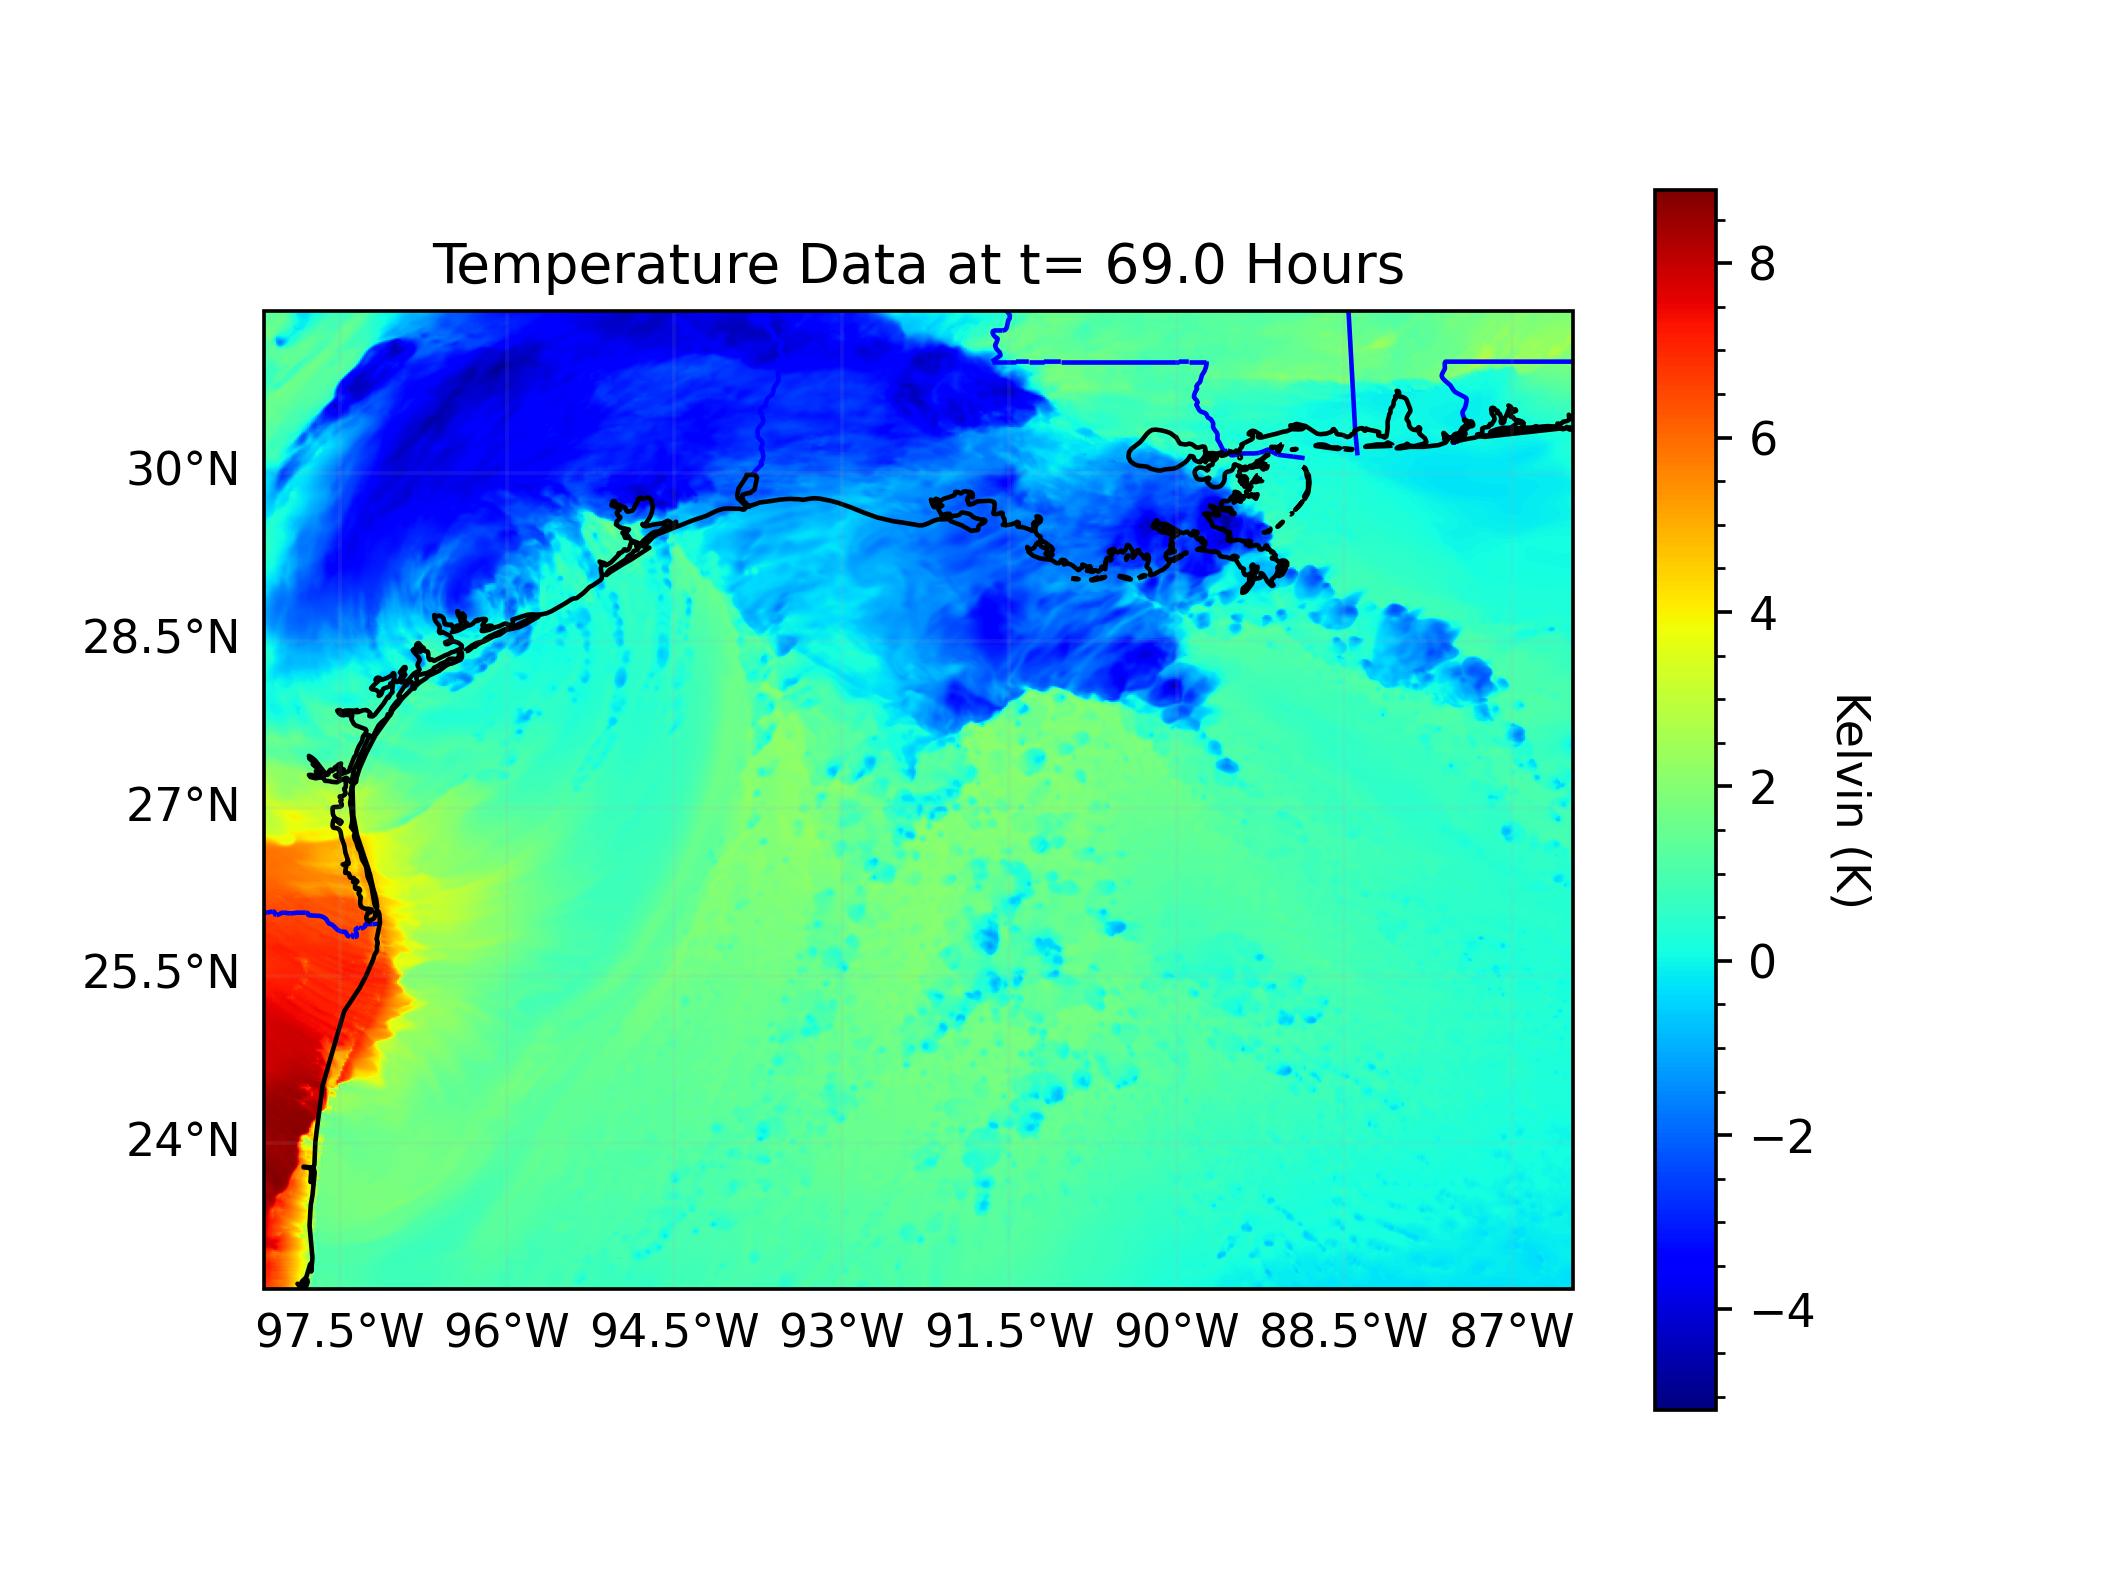 Temperature Data at t= 69.0 Hours
30°N
28.5°N
27°N
25.5°N
24°N
97.5°W 96°W 94.5°W 93°W 91.5°W 90°W 88.5°W 87°W
8
6
4
2
0
−2
−4
Kelvin (K)